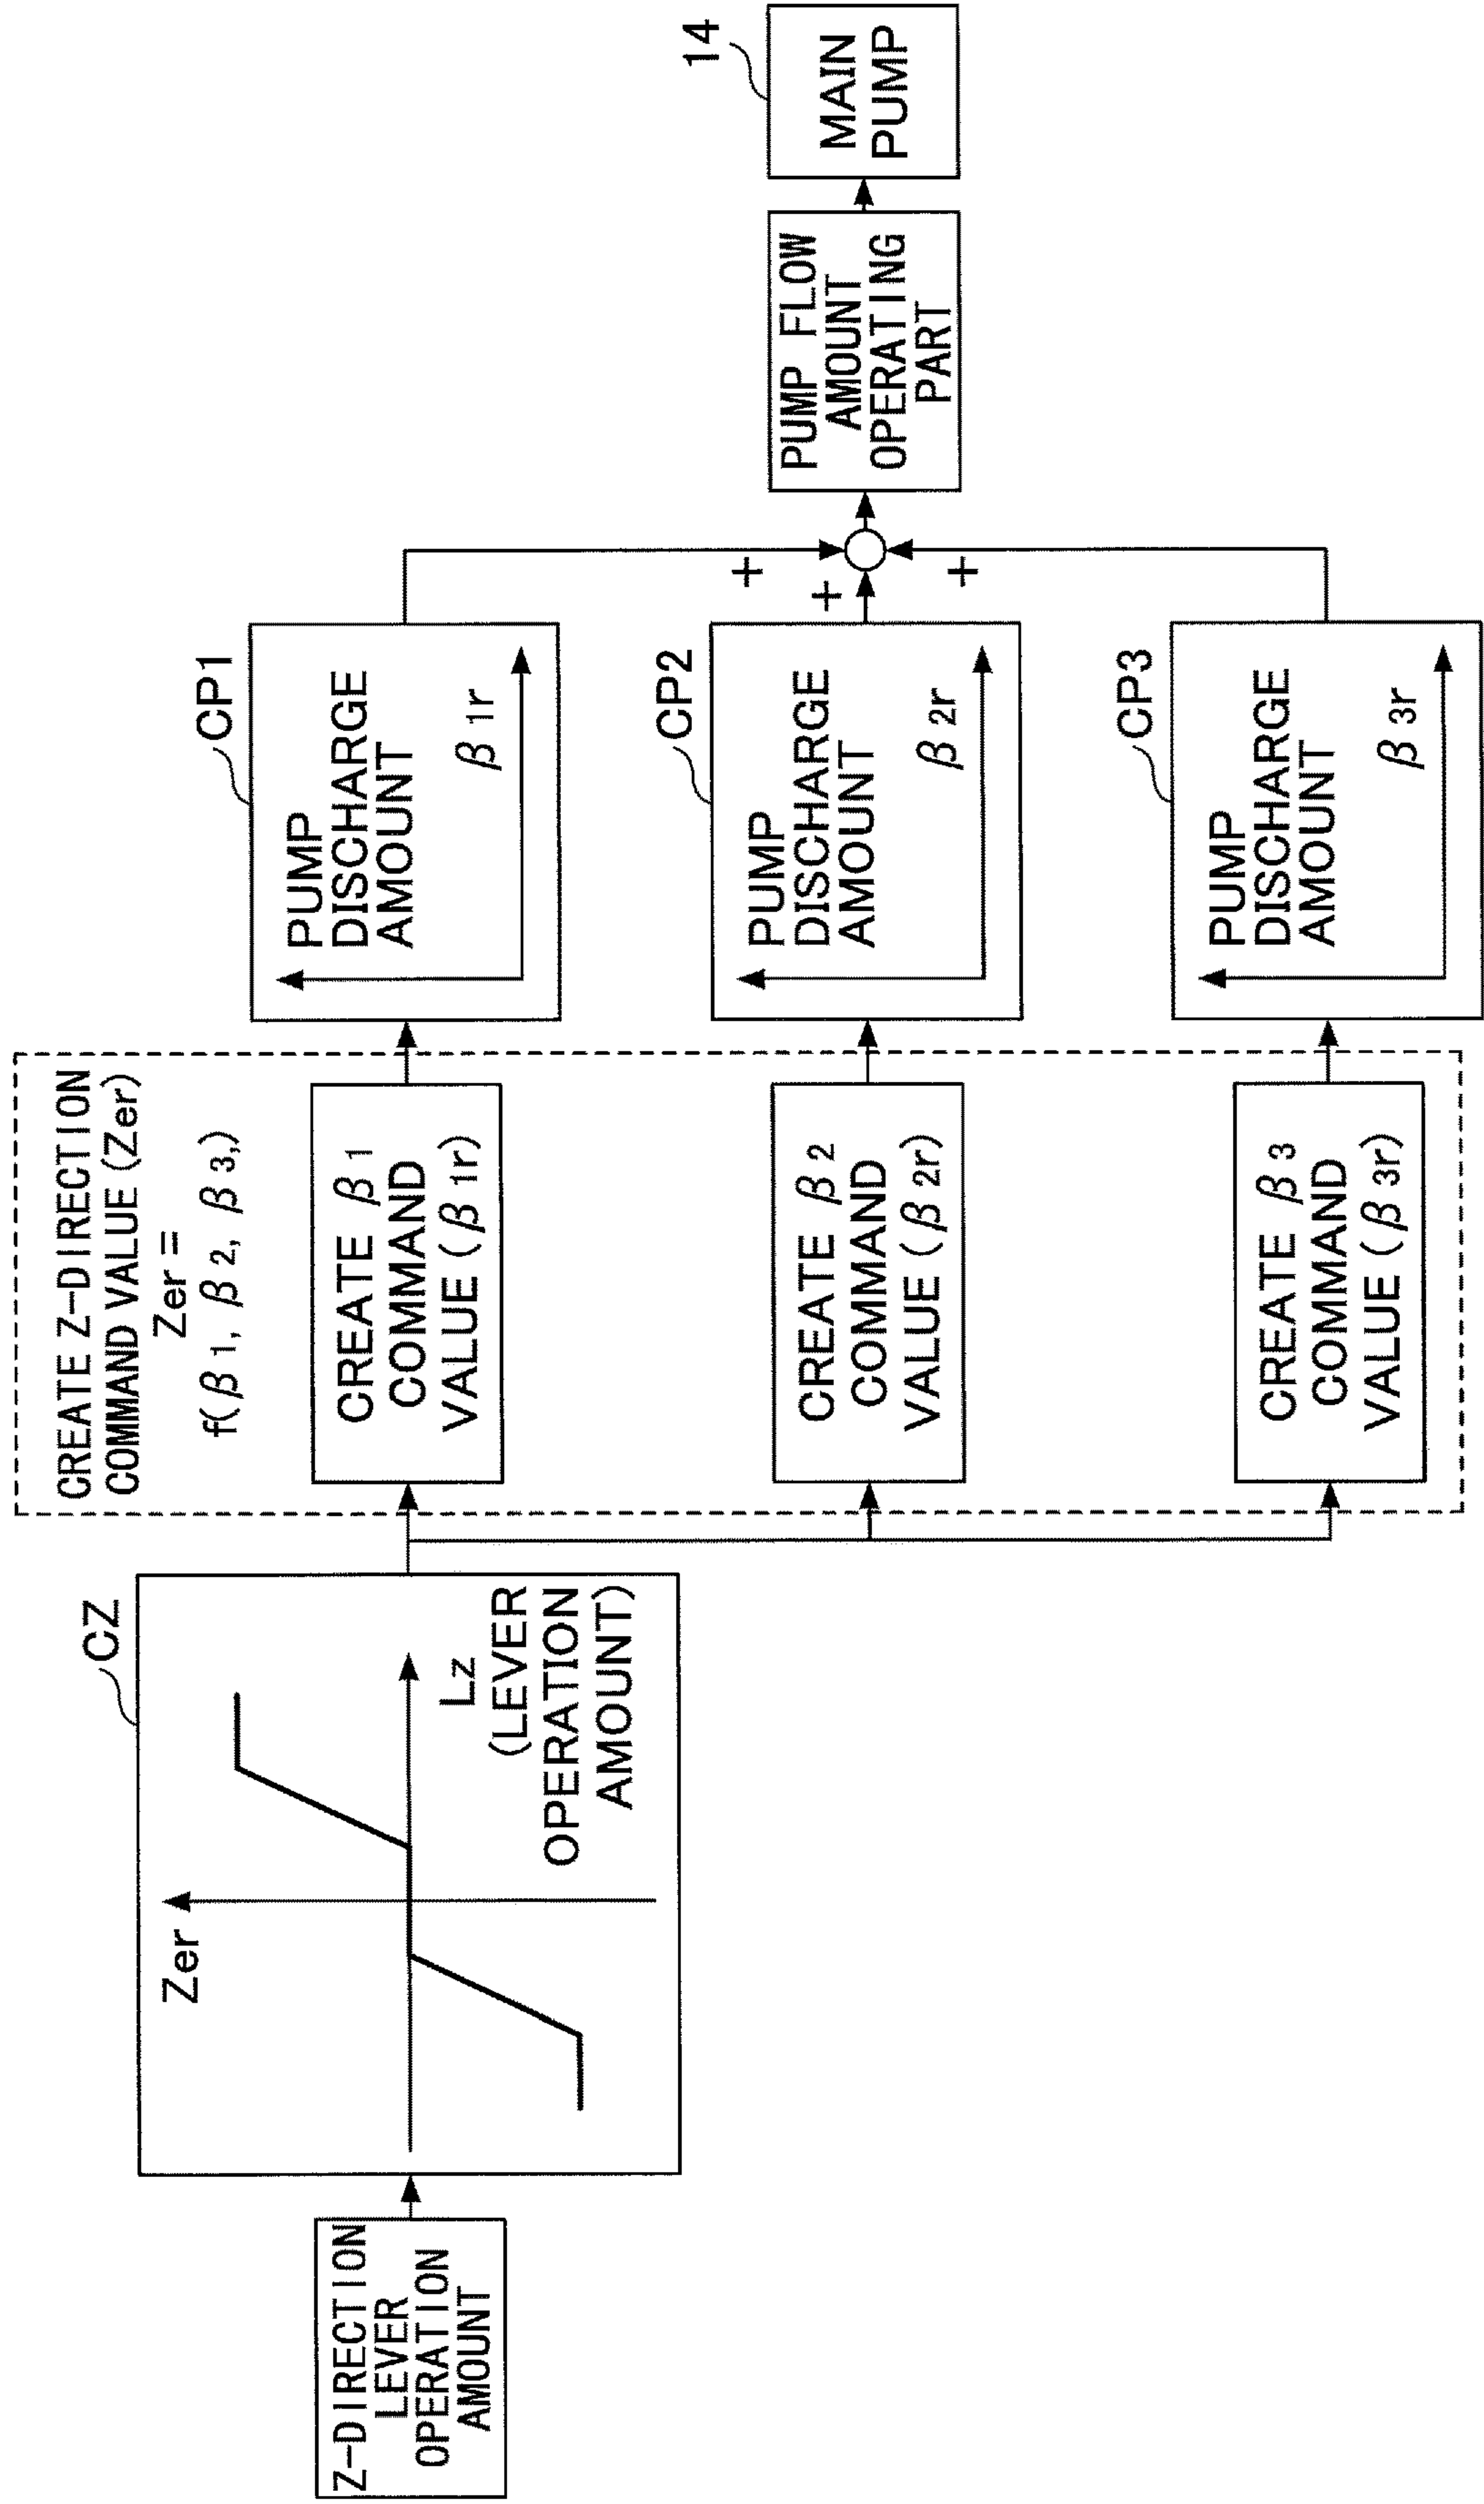 Z-DIRECTION
LEVER
OPERATION
AMOUNT
CZ
Zer
Lz
(LEVER
OPERATION
AMOUNT)
CREATE Z-DIRECTION
COMMAND VALUE (Zer)
Zer=
f(β1, β2, β3,)
CREATE β1
COMMAND
VALUE (β1r)
CREATE β2
COMMAND
VALUE (β2r)
CREATE β3
COMMAND
VALUE (β3r)
CP1
PUMP
DISCHARGE
AMOUNT
β1r
CP2
PUMP
DISCHARGE
AMOUNT
β2r
CP3
PUMP
DISCHARGE
AMOUNT
β3r
+
+
+
PUMP FLOW
AMOUNT
OPERATING
PART
14
MAIN
PUMP